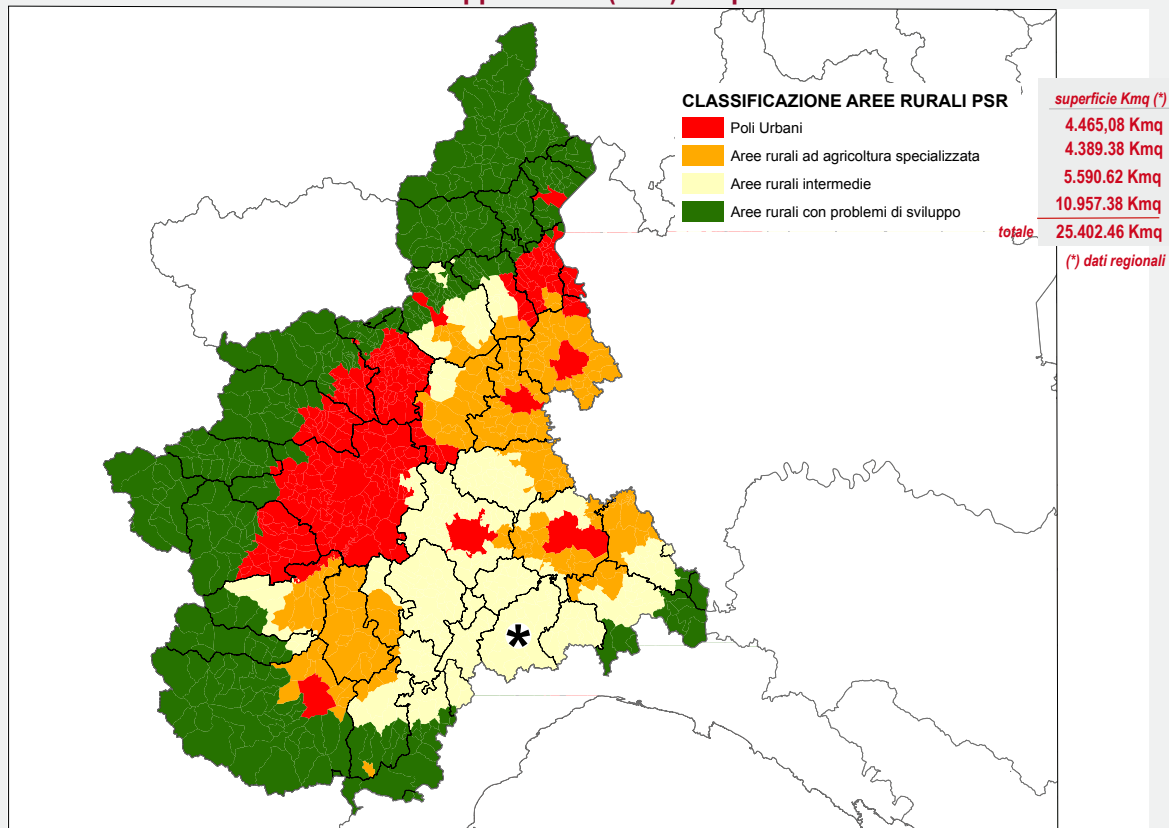 CLASSIFICAZIONE AREE RURALI PSR
superficie Kmq (*)
Poli Urbani
4.465,08 Kmq
Aree rurali ad agricoltura specializzata
4.389.38 Kmq
Aree rurali intermedie
5.590.62 Kmq
Aree rurali con problemi di sviluppo
10.957.38 Kmq
totale 25.402.46 Kmq
(*) dati regionali
*